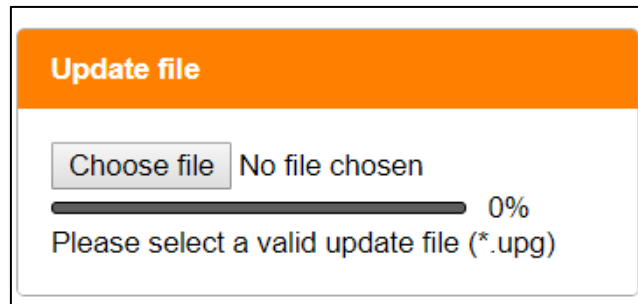 Update file
Choose file No file chosen
0%
Please select a valid update file (*.upg)